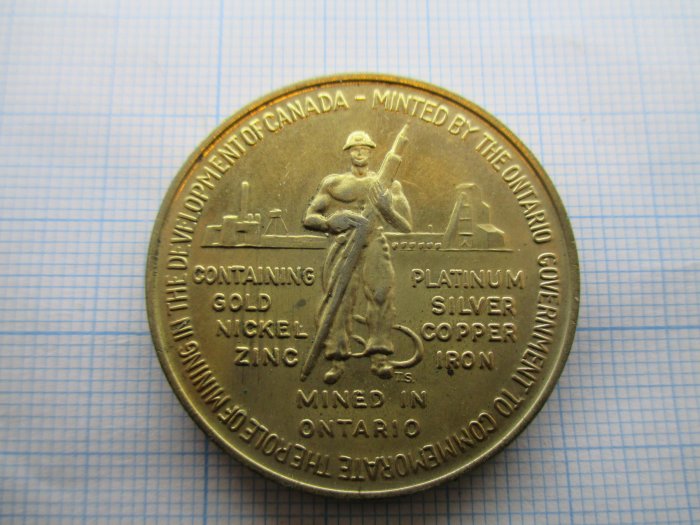 MINTED BY THE ONTARIO GOVERNMENT TO COMMEMORATE THE ROLE OF MINING IN THE DEVELOPMENT OF CANADA -
CONTAINING PLATINUM
GOLD SILVER
NICKEL COPPER
ZINC IRON
T.S.
MINED IN
ONTARIO